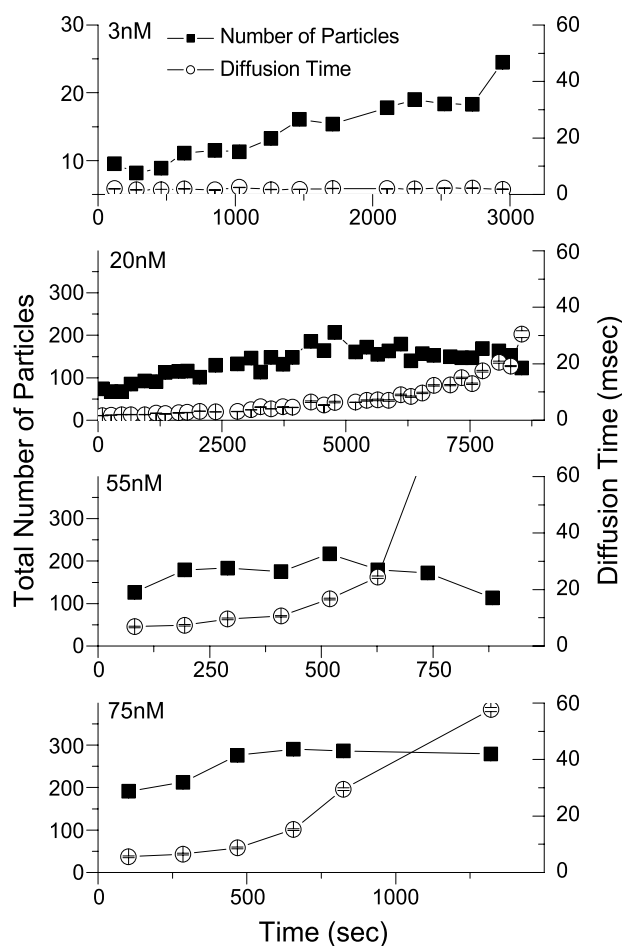 3nM
Number of Particles
Diffusion Time
30
20
10
60
40
20
0
0 1000 2000 3000
20nM
300
200
100
0
60
40
20
0
0 2500 5000 7500
Total Number of Particles
Diffusion Time (msec)
55nM
300
200
100
0
60
40
20
0
0 250 500 750
75nM
300
200
100
0
60
40
20
0
0 500 1000
Time (sec)